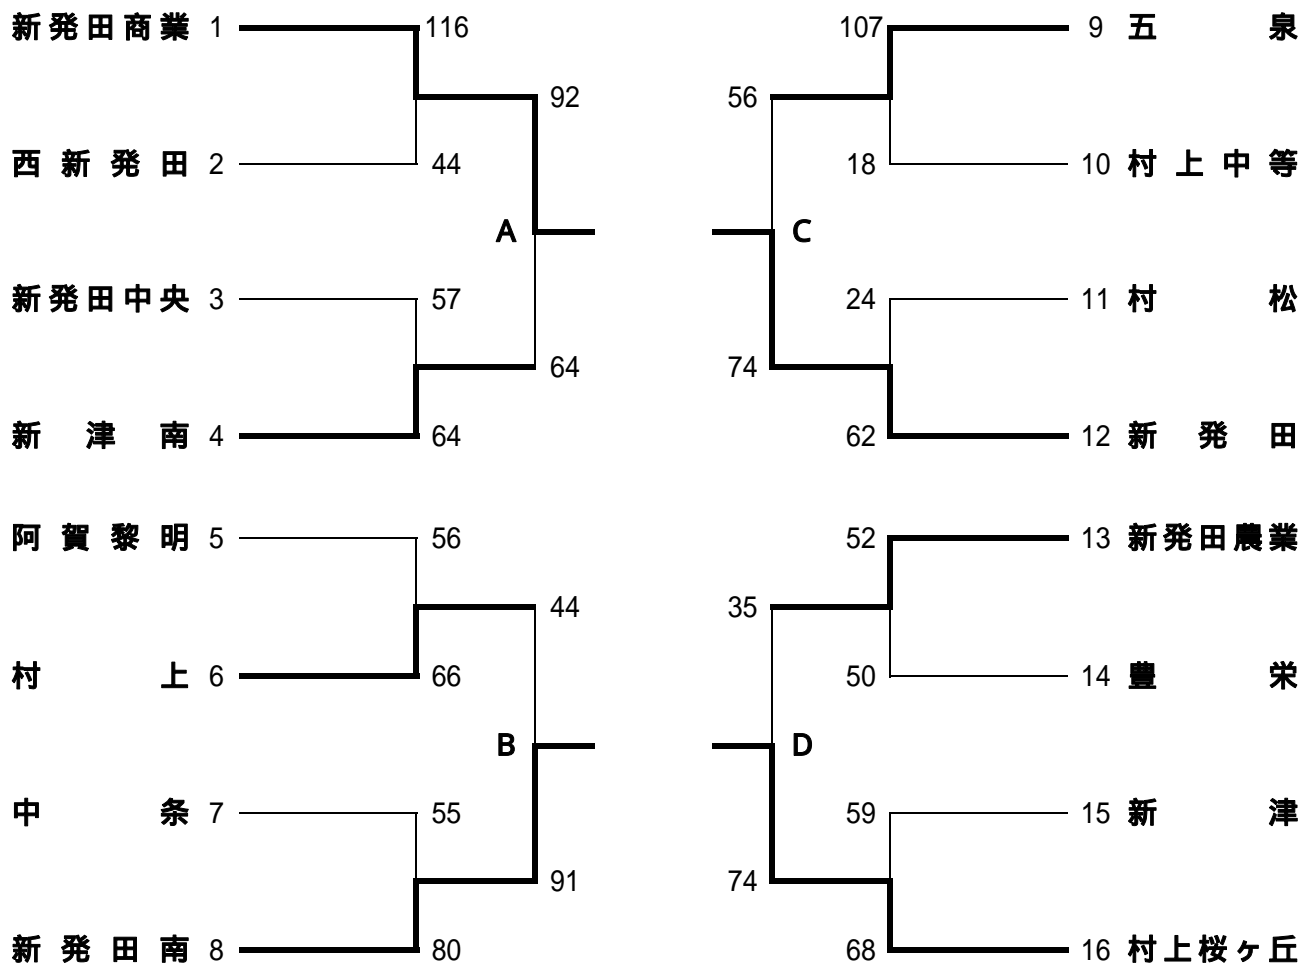 新発田商業 1 116
107 9 五泉
92
56
西新発田 2 44
18 10 村上中等
A
C
新発田中央 3 57
24 11 村松
64
74
新津南 4 64
62 12 新発田
阿賀黎明 5 56
52 13 新発田農業
44
35
村上 6 66
50 14 豊栄
B
D
中条 7 55
59 15 新津
91
74
新発田南 8 80
68 16 村上桜ヶ丘